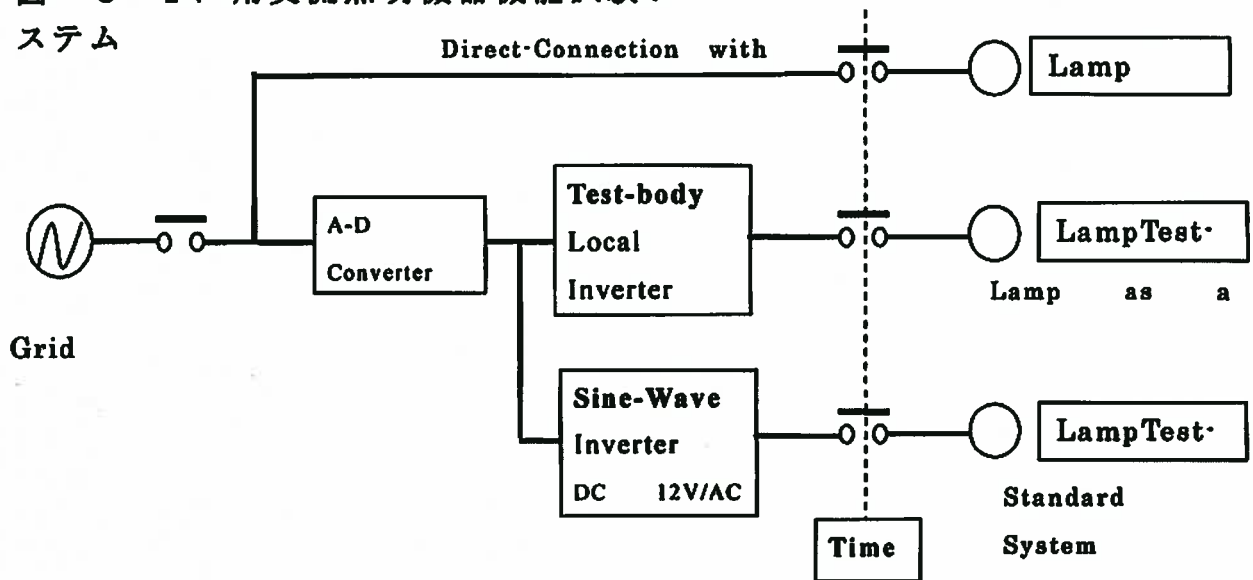 ステム
Direct-Connection with
Lamp
Test-body
Local
Inverter
A-D
Converter
LampTest-
Lamp as a
Grid
Sine-Wave
Inverter
DC 12V/AC
LampTest-
Standard
System
Time